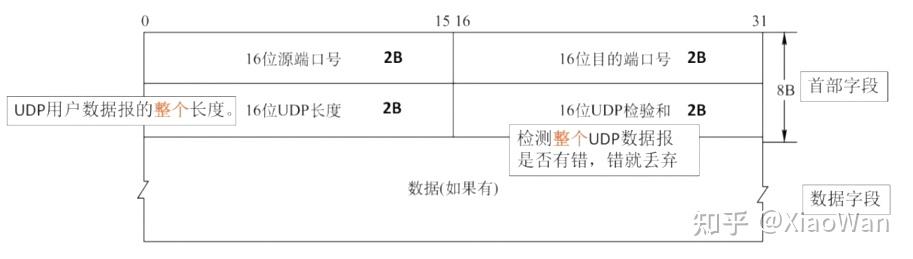 0 15 16 31
16位源端口号 2B 16位目的端口号 2B
8B
首部字段
UDP用户数据报的整个长度。
16位UDP长度 2B 16位UDP检验和 2B
检测整个UDP数据报
是否有错，错就丢弃
数据(如果有)
数据字段
知乎 @XiaoWan